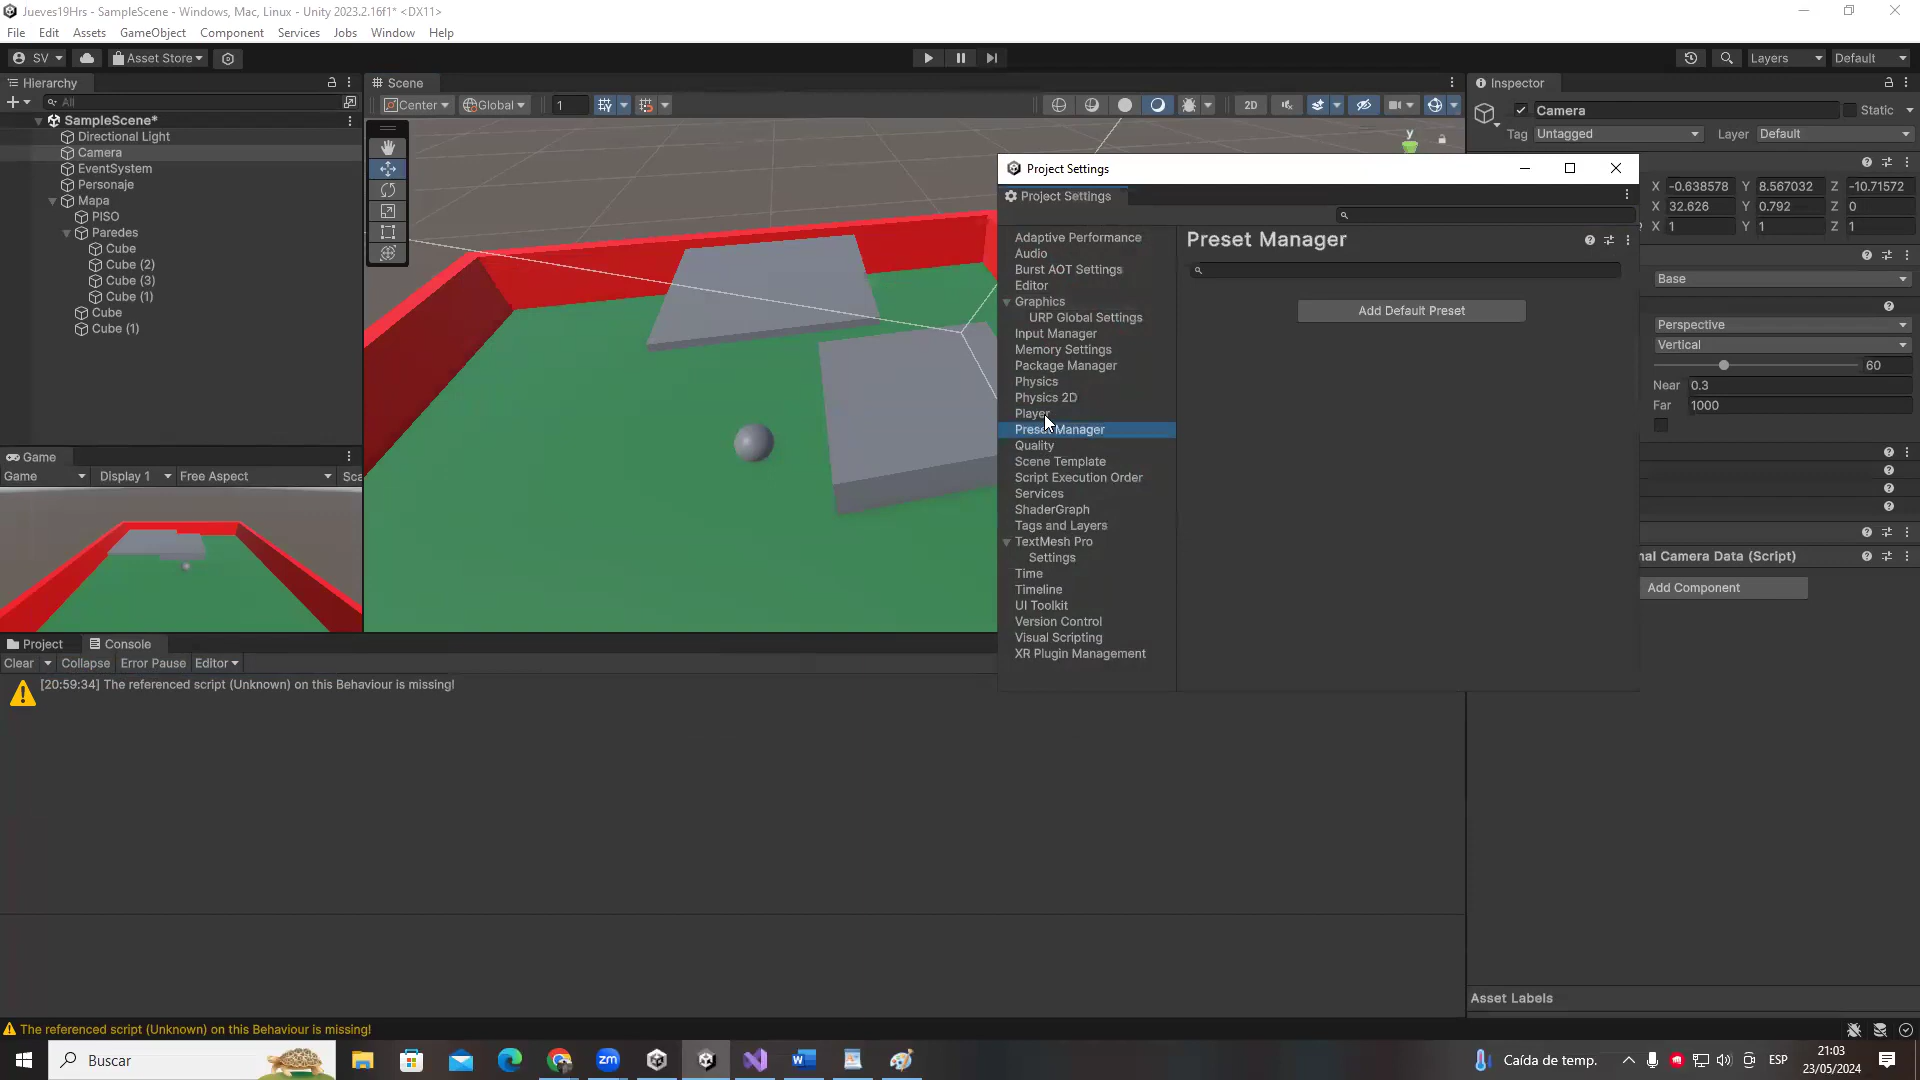 Jueves19Hrs - SampleScene - Windows, Mac, Linux - Unity 2023.2.16f1* <DX11>
File Edit Assets GameObject Component Services Jobs Window Help
SV Asset Store Layers Default
Hierarchy
All
SampleScene*
Directional Light
Camera
EventSystem
Personaje
Mapa
PISO
Paredes
Cube
Cube (2)
Cube (3)
Cube (1)
Cube
Cube (1)
Scene
Center Global 1 2D
y
Game
Game Display 1 Free Aspect Sca
Project Settings
Project Settings
Adaptive Performance
Audio
Burst AOT Settings
Editor
Graphics
URP Global Settings
Input Manager
Memory Settings
Package Manager
Physics
Physics 2D
Player
Preset Manager
Quality
Scene Template
Script Execution Order
Services
ShaderGraph
Tags and Layers
TextMesh Pro
Settings
Time
Timeline
UI Toolkit
Version Control
Visual Scripting
XR Plugin Management
Preset Manager
Add Default Preset
Inspector
Camera Static
Tag Untagged Layer Default
X -0.638578 Y 8.567032 Z -10.71572
X 32.626 Y 0.792 Z 0
X 1 Y 1 Z 1
Base
Perspective
Vertical
60
Near 0.3
Far 1000
nal Camera Data (Script)
Add Component
Asset Labels
Project Console
Clear Collapse Error Pause Editor
[20:59:34] The referenced script (Unknown) on this Behaviour is missing!
The referenced script (Unknown) on this Behaviour is missing!
Buscar
zm
Caída de temp.
ESP
21:03
23/05/2024